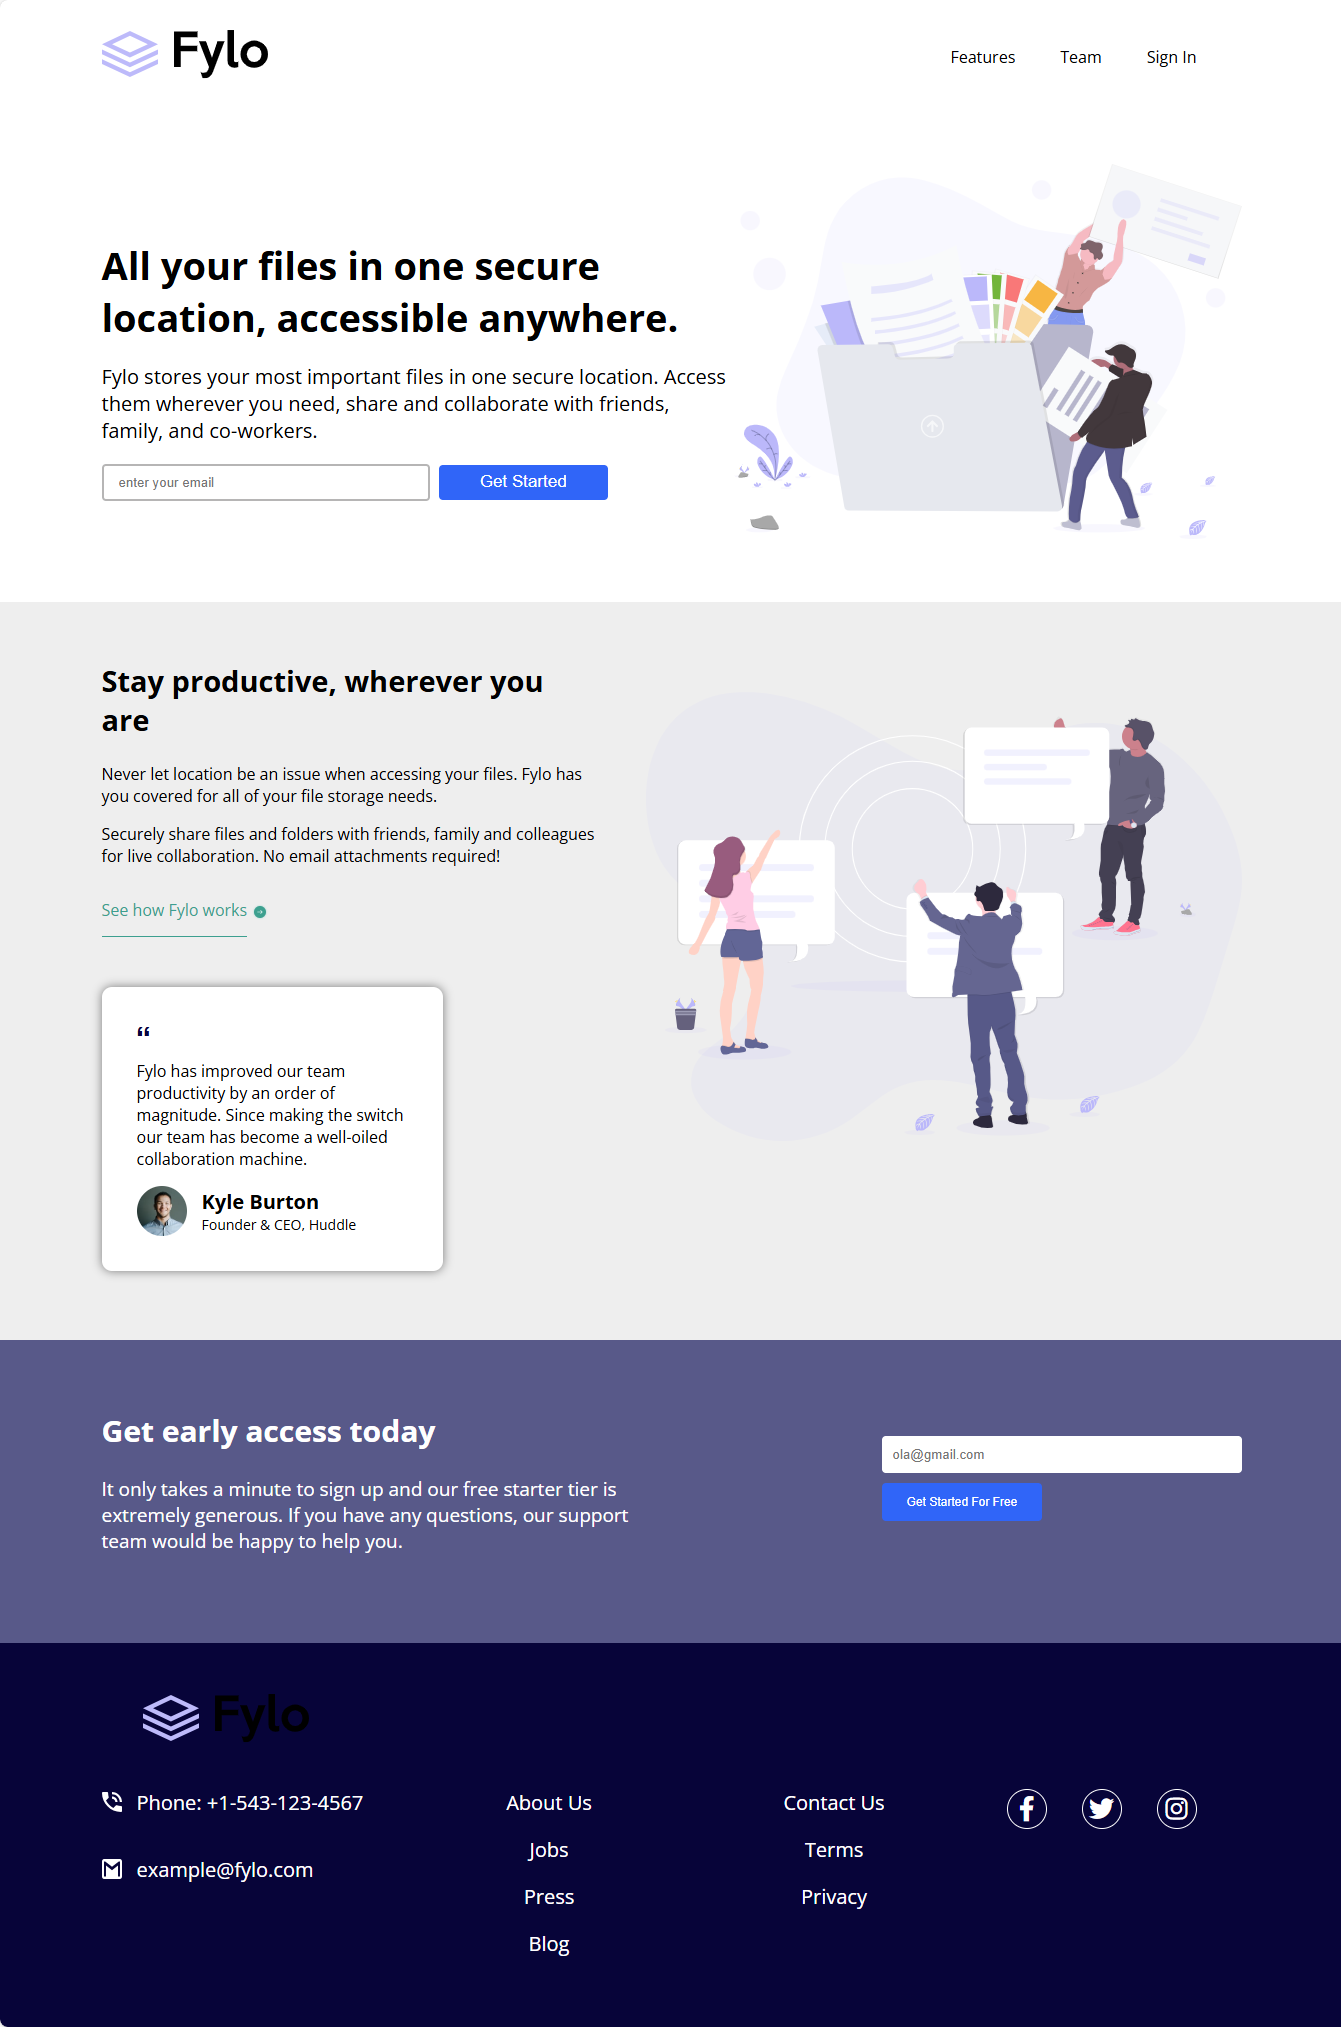 Fylo
Features Team Sign In
All your files in one secure
location, accessible anywhere.
Fylo stores your most important files in one secure location. Access
them wherever you need, share and collaborate with friends,
family, and co-workers.
enter your email Get Started
Stay productive, wherever you
are
Never let location be an issue when accessing your files. Fylo has
you covered for all of your file storage needs.
Securely share files and folders with friends, family and colleagues
for live collaboration. No email attachments required!
See how Fylo works
“
Fylo has improved our team
productivity by an order of
magnitude. Since making the switch
our team has become a well-oiled
collaboration machine.
Kyle Burton
Founder & CEO, Huddle
Get early access today
It only takes a minute to sign up and our free starter tier is
extremely generous. If you have any questions, our support
team would be happy to help you.
ola@gmail.com
Get Started For Free
Fylo
Phone: +1-543-123-4567
example@fylo.com
About Us
Jobs
Press
Blog
Contact Us
Terms
Privacy